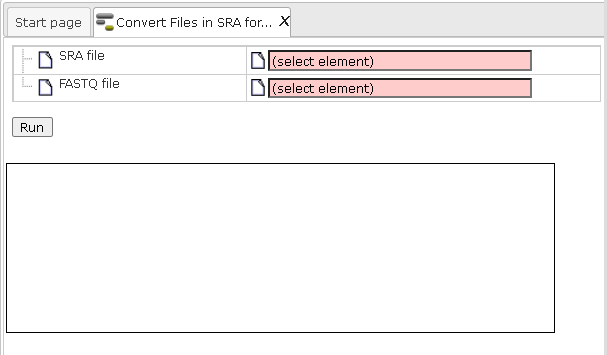 Start page
Convert Files in SRA for... X
SRA file (select element)
FASTQ file (select element)
Run